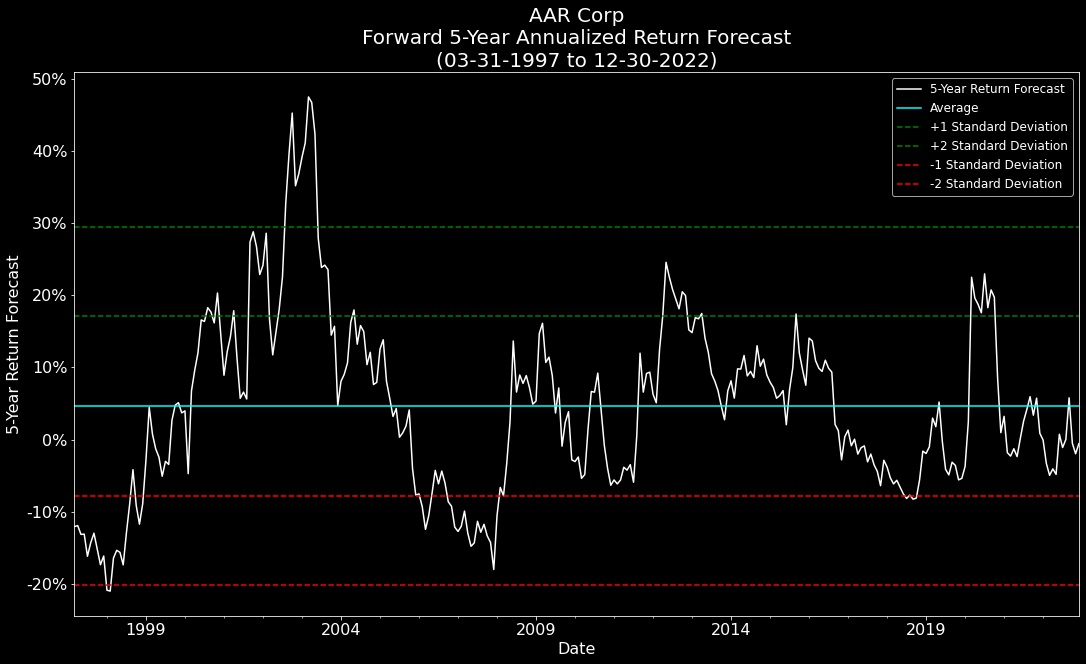 AAR Corp
Forward 5-Year Annualized Return Forecast
(03-31-1997 to 12-30-2022)
5-Year Return Forecast
Average
+1 Standard Deviation
+2 Standard Deviation
-1 Standard Deviation
-2 Standard Deviation
50%
40%
30%
20%
10%
0%
-10%
-20%
5-Year Return Forecast
1999 2004 2009 2014 2019
Date